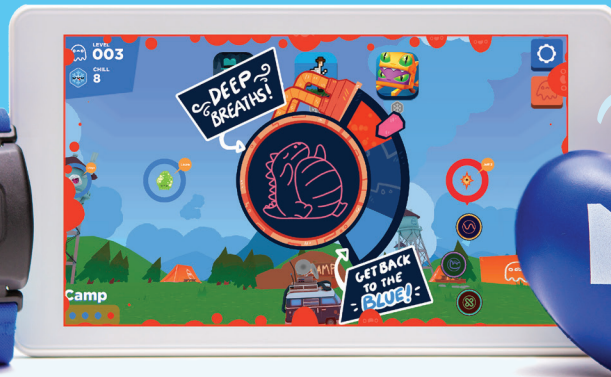 LEVEL
003
CHILL
8
DEEP
BREATHS!
GET BACK
TO THE
BLUE!
Camp